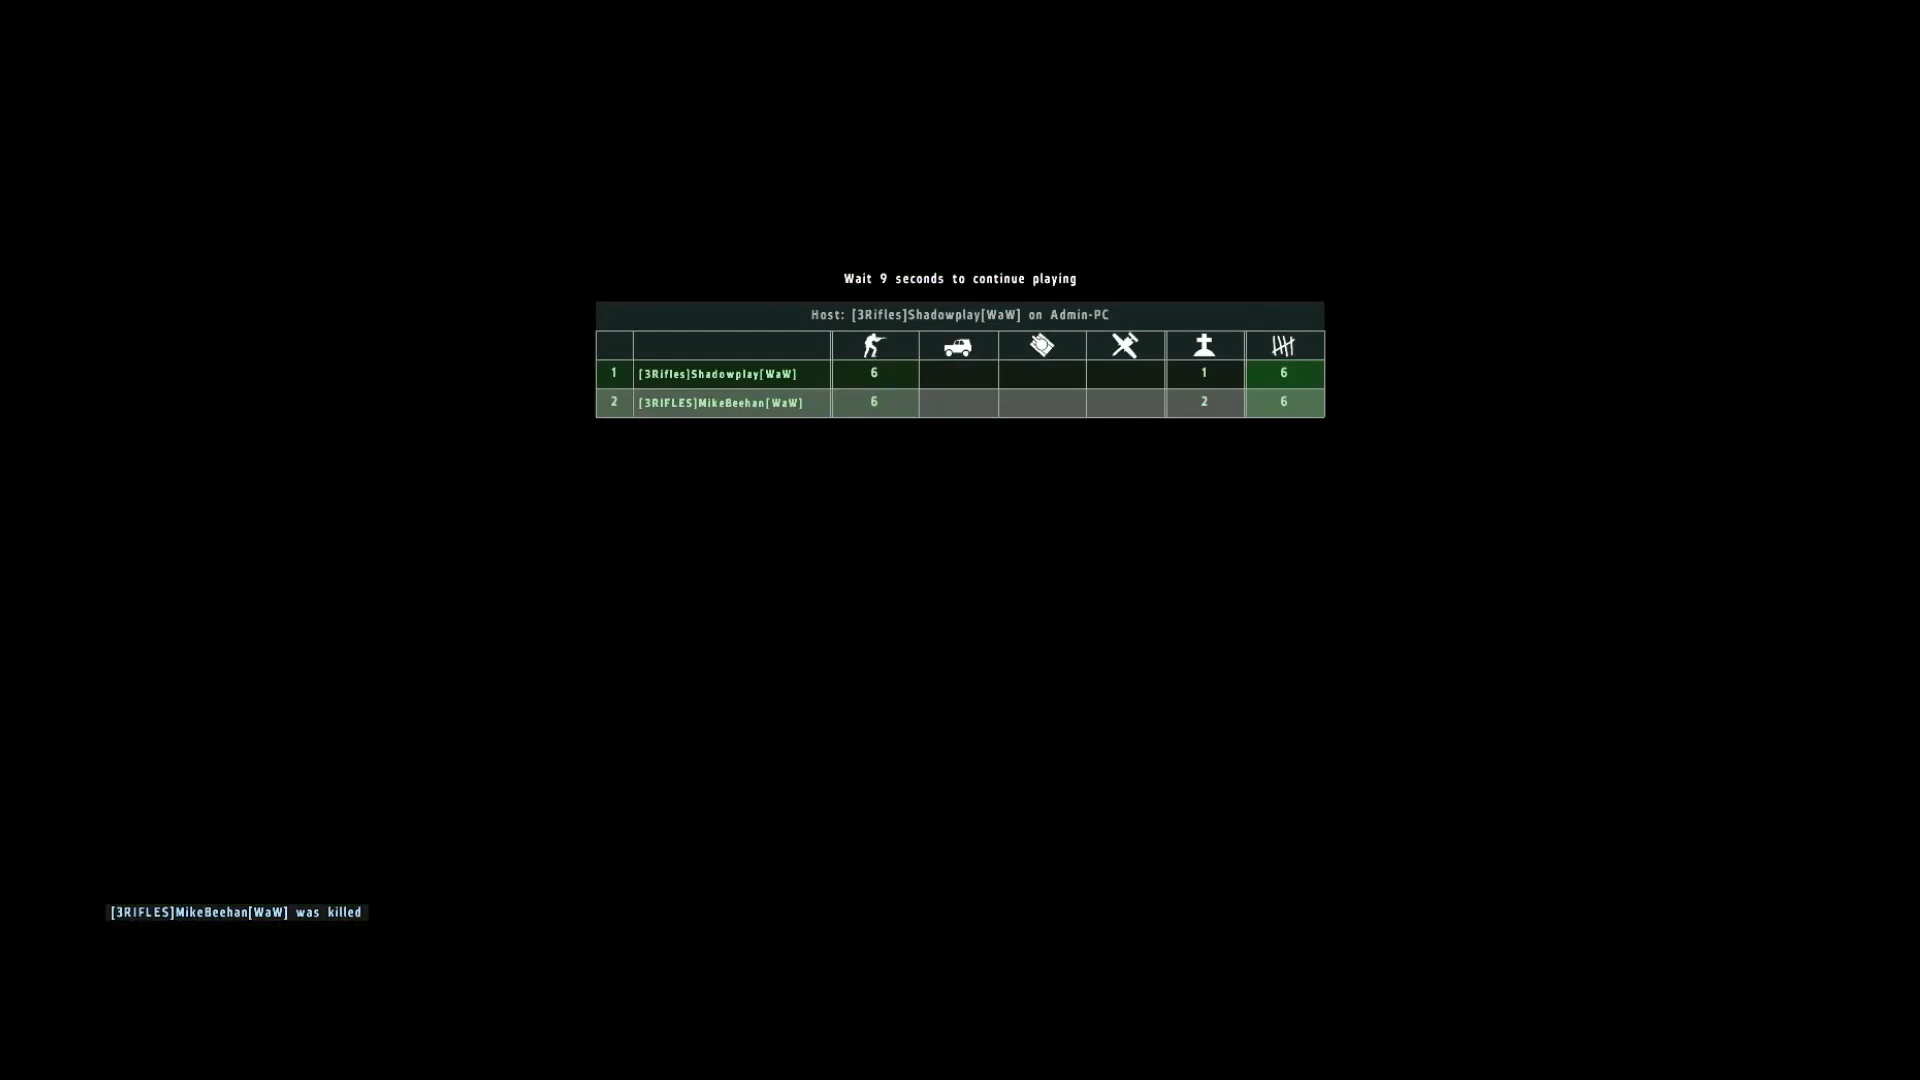 Wait 9 seconds to continue playing
Host: [3Rifles]Shadowplay[WaW] on Admin-PC
1 [3Rifles]Shadowplay[WaW] 6 1 6
2 [3RIFLES]MikeBeehan[WaW] 6 2 6
[3RIFLES]MikeBeehan[WaW] was killed